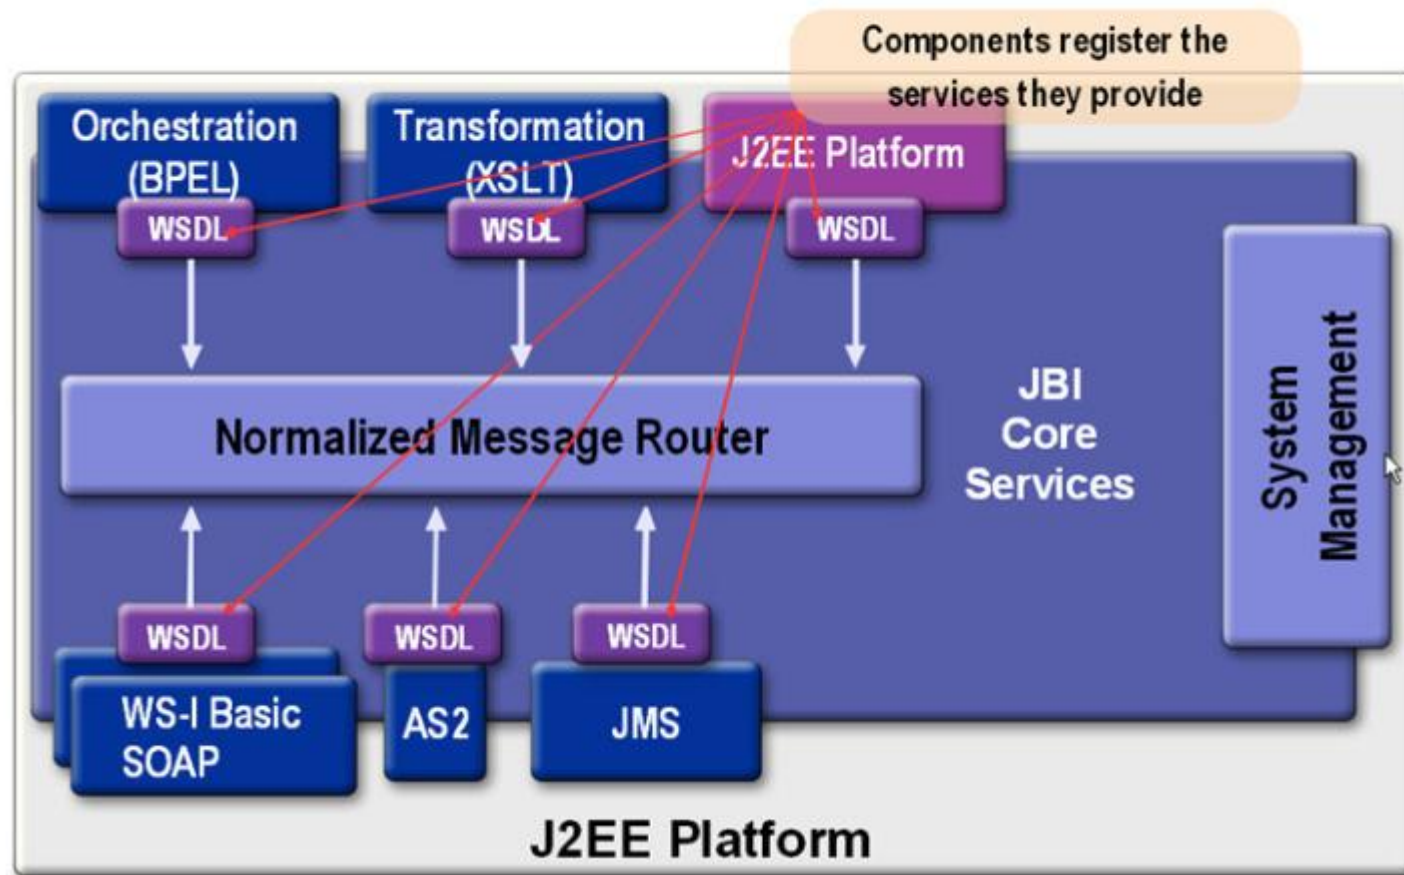 Components register the
services they provide
Orchestration
(BPEL)
Transformation
(XSLT)
J2EE Platform
WSDL
WSDL
WSDL
Normalized Message Router
JBI
Core
Services
System
Management
WSDL
WSDL
WSDL
WS-I Basic
SOAP
AS2
JMS
J2EE Platform